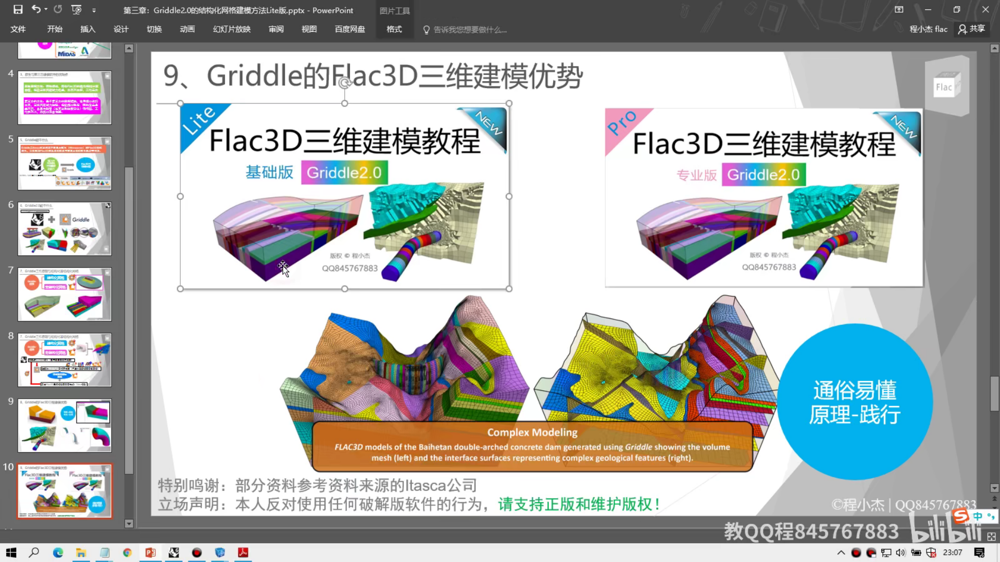 第三章：Griddle2.0的结构化网格建模方法Lite版.pptx - PowerPoint
图片工具
文件
开始
插入
设计
切换
动画
幻灯片放映
审阅
视图
百度网盘
格式
告诉我您想要做什么...
程小杰 flac
共享
MIDAS
4
5
6
Griddle
7
8
9
10
9、Griddle的Flac3D三维建模优势
Flac
Lite
NEW
Flac3D三维建模教程
基础版 Griddle2.0
版权 © 程小杰
QQ845767883
Pro
NEW
Flac3D三维建模教程
专业版 Griddle2.0
版权 © 程小杰
QQ845767883
Complex Modeling
FLAC3D models of the Baihetan double-arched concrete dam generated using Griddle showing the volume
mesh (left) and the interface surfaces representing complex geological features (right).
通俗易懂
原理-践行
特别鸣谢：部分资料参考资料来源的Itasca公司
立场声明：本人反对使用任何破解版软件的行为，请支持正版和维护版权！
©程小杰 | QQ845767883
中
教QQ程845767883
bilibili
23:07